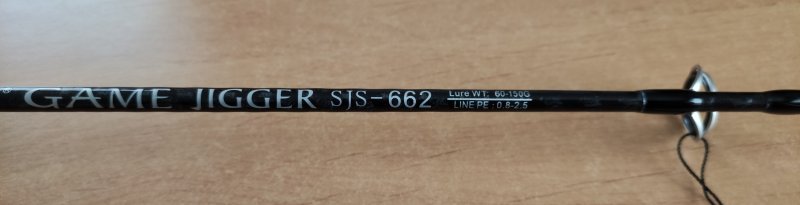 GAME JIGGER SJS-662
Lure WT: 60-150G
LINE PE : 0.8-2.5